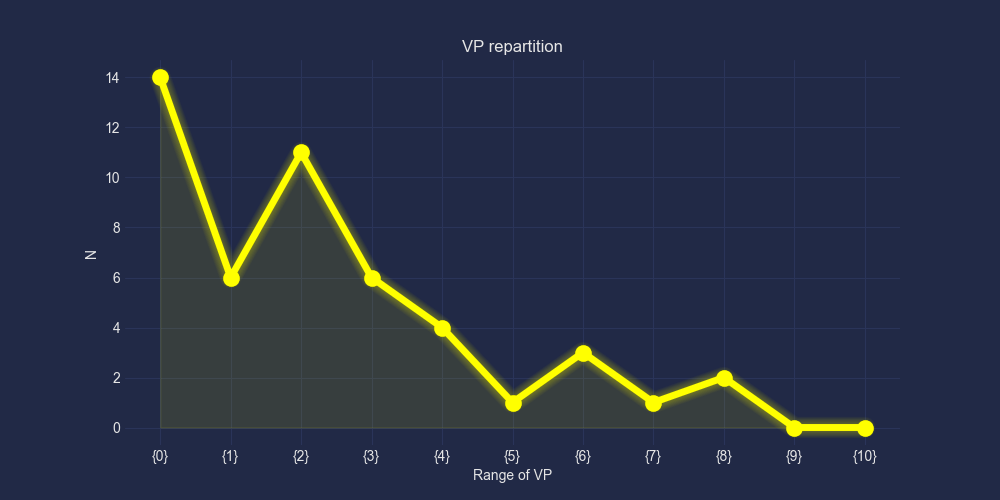 VP repartition
14
12
10
8
6
4
2
0
N
{0} {1} {2} {3} {4} {5} {6} {7} {8} {9} {10}
Range of VP